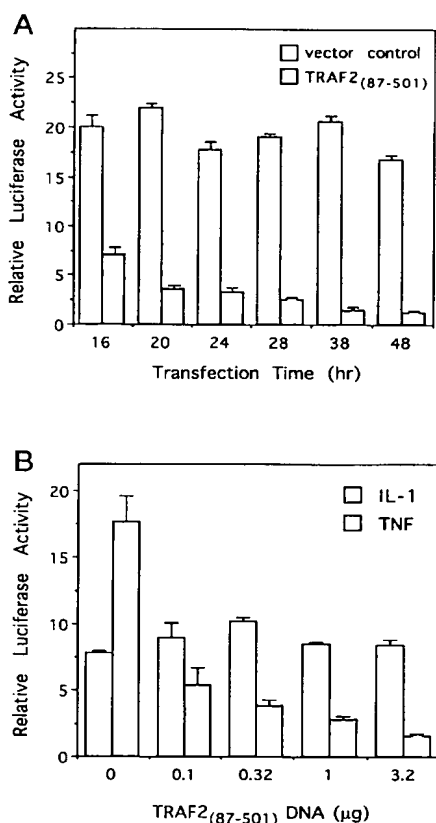 A
Relative Luciferase Activity
25
20
15
10
5
0
vector control
TRAF2(87-501)
16 20 24 28 38 48
Transfection Time (hr)
B
Relative Luciferase Activity
20
15
10
5
0
IL-1
TNF
0 0.1 0.32 1 3.2
TRAF2(87-501) DNA (μg)